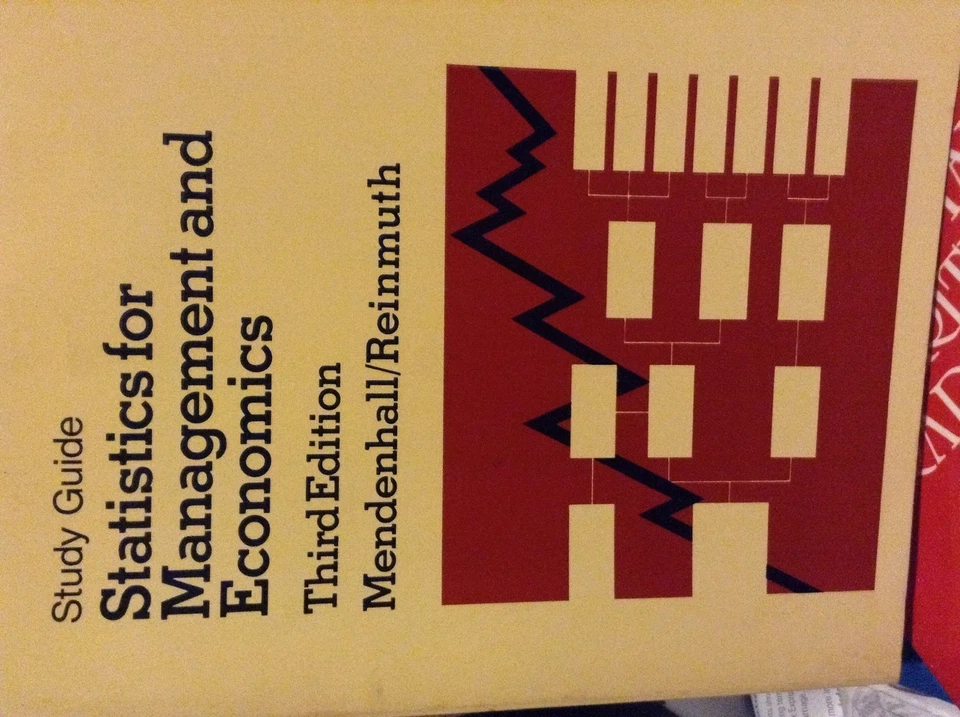 Study Guide
Statistics for
Management and
Economics
Third Edition
Mendenhall/Reinmuth